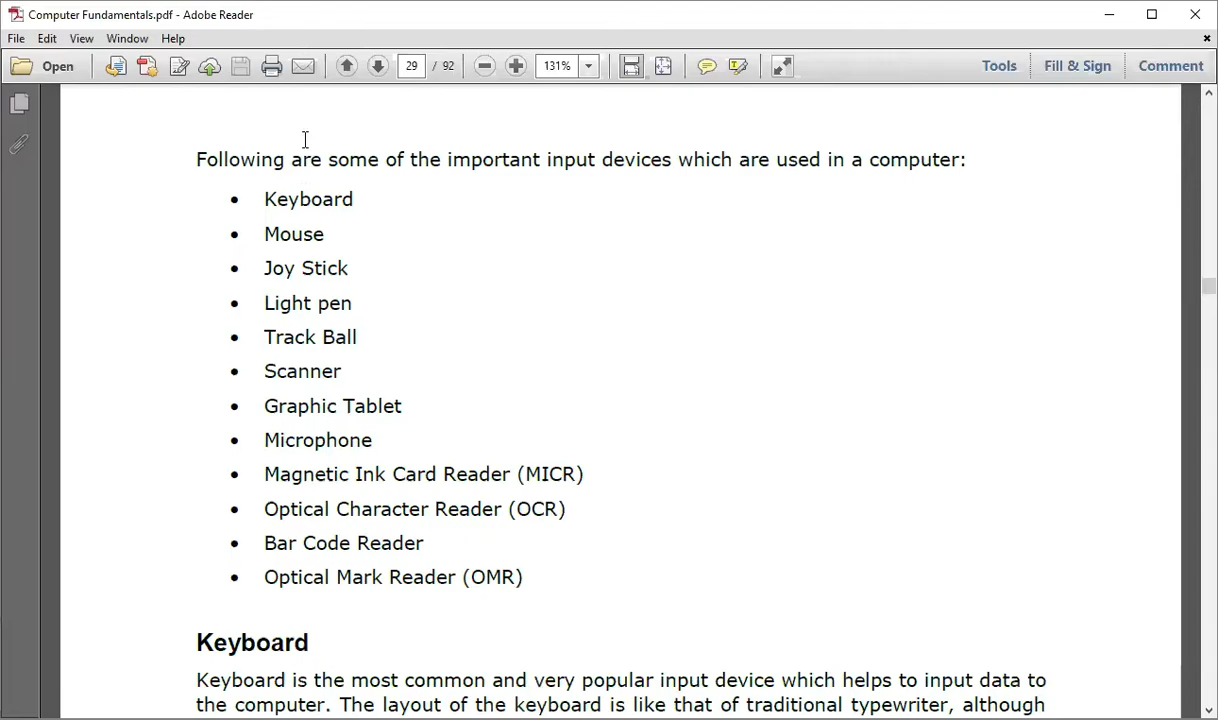 Computer Fundamentals.pdf - Adobe Reader
File Edit View Window Help
Open 29 / 92 131% Tools Fill & Sign Comment
Following are some of the important input devices which are used in a computer:
• Keyboard
• Mouse
• Joy Stick
• Light pen
• Track Ball
• Scanner
• Graphic Tablet
• Microphone
• Magnetic Ink Card Reader (MICR)
• Optical Character Reader (OCR)
• Bar Code Reader
• Optical Mark Reader (OMR)
Keyboard
Keyboard is the most common and very popular input device which helps to input data to
the computer. The layout of the keyboard is like that of traditional typewriter, although